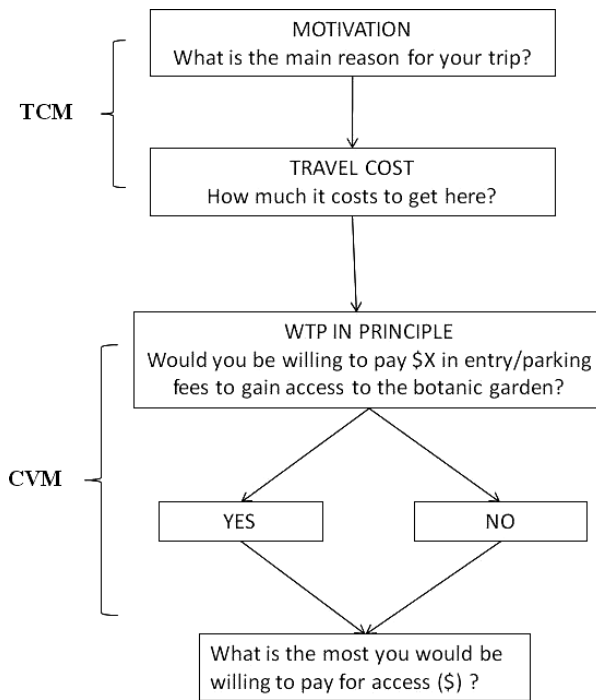 MOTIVATION
What is the main reason for your trip?
TCM
TRAVEL COST
How much it costs to get here?
WTP IN PRINCIPLE
Would you be willing to pay $X in entry/parking
fees to gain access to the botanic garden?
CVM
YES
NO
What is the most you would be
willing to pay for access ($) ?